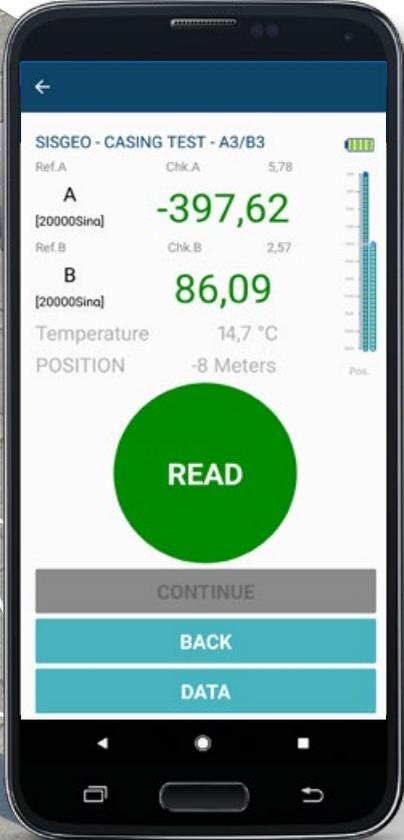 SISGEO - CASING TEST - A3/B3
Ref.A Chk.A 5,78
A -397,62
[20000Sinα]
Ref.B Chk.B 2,57
B 86,09
[20000Sinα]
Temperature 14,7 °C
POSITION -8 Meters
Pos.
READ
CONTINUE
BACK
DATA